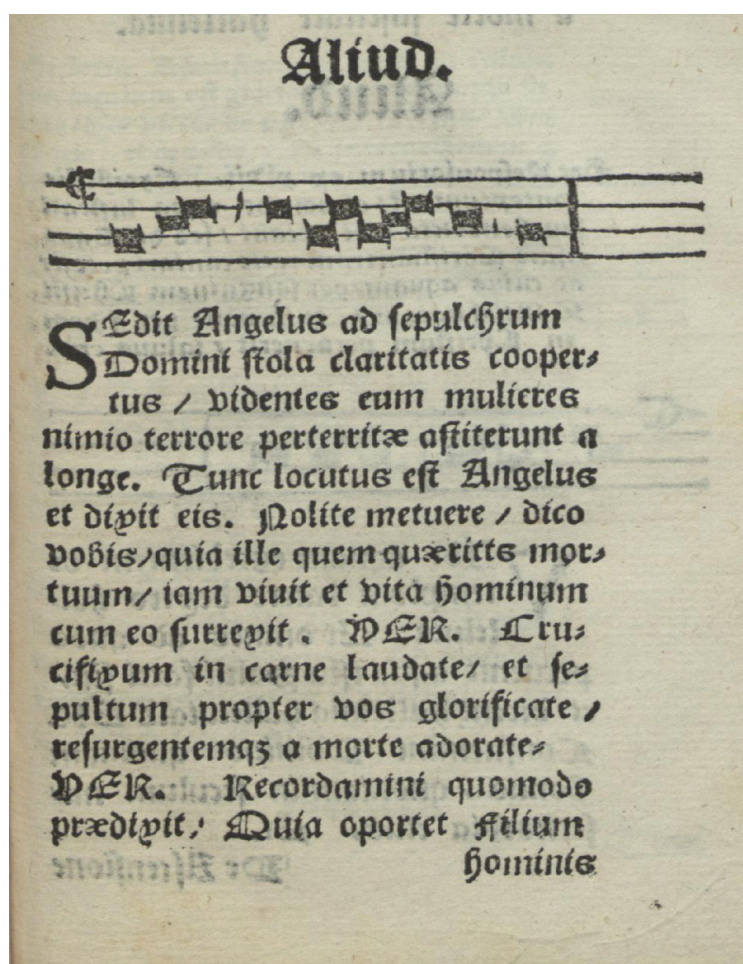 Aliud.
SEdit Angelus ad sepulchrum
Domini stola claritatis cooper⸗
tus / videntes eum mulieres
nimio terrore perterritæ astiterunt a
longe. Tunc locutus est Angelus
et dixit eis. Nolite metuere / dico
vobis/quia ille quem quæritts mor⸗
tuum/ iam viuit et vita hominum
cum eo surrexit . VER. Cru⸗
cifixum in carne laudate/ et se⸗
pultum propter vos glorificate /
resurgentemqꝫ a morte adorate⸗
VER. Recordamini quomodo
prædixit/ Quia oportet Filium
hominis